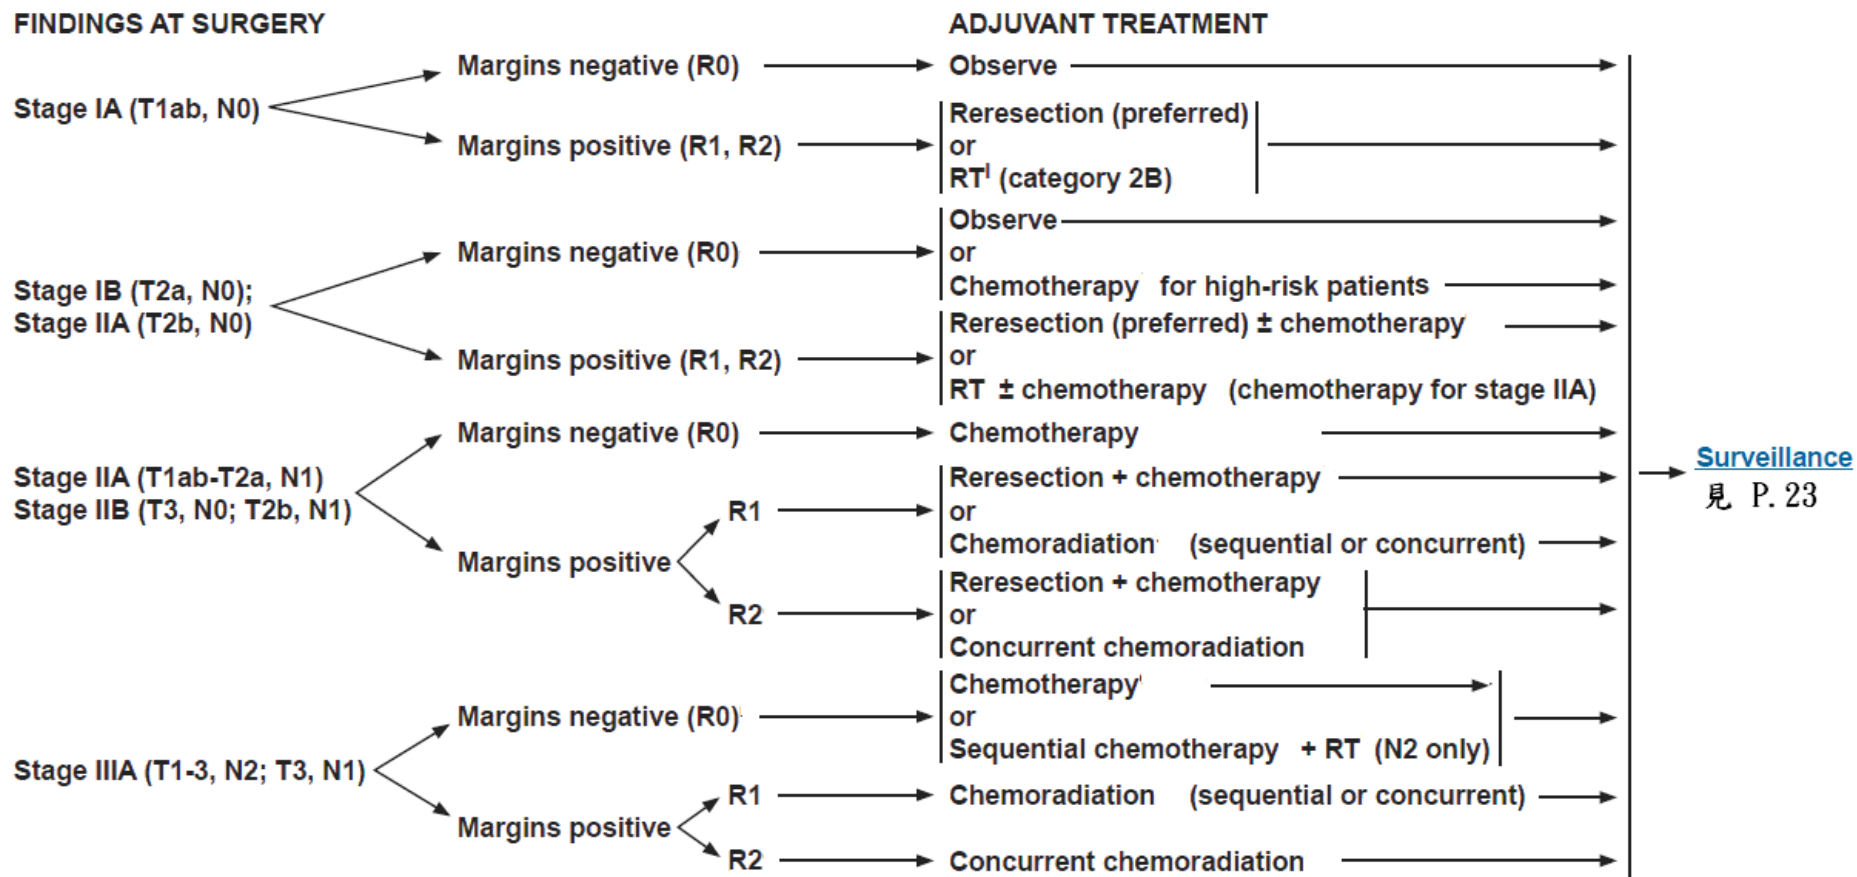 FINDINGS AT SURGERY
ADJUVANT TREATMENT
Stage IA (T1ab, N0)
Margins negative (R0)
Observe
Margins positive (R1, R2)
Reresection (preferred)
or
RTˡ (category 2B)
Stage IB (T2a, N0);
Stage IIA (T2b, N0)
Margins negative (R0)
Observe
or
Chemotherapy for high-risk patients
Margins positive (R1, R2)
Reresection (preferred) ± chemotherapy
or
RT ± chemotherapy (chemotherapy for stage IIA)
Stage IIA (T1ab-T2a, N1)
Stage IIB (T3, N0; T2b, N1)
Margins negative (R0)
Chemotherapy
Margins positive
R1
Reresection + chemotherapy
or
Chemoradiation (sequential or concurrent)
R2
Reresection + chemotherapy
or
Concurrent chemoradiation
Stage IIIA (T1-3, N2; T3, N1)
Margins negative (R0)
Chemotherapy
or
Sequential chemotherapy + RT (N2 only)
Margins positive
R1
Chemoradiation (sequential or concurrent)
R2
Concurrent chemoradiation
Surveillance
見 P.23